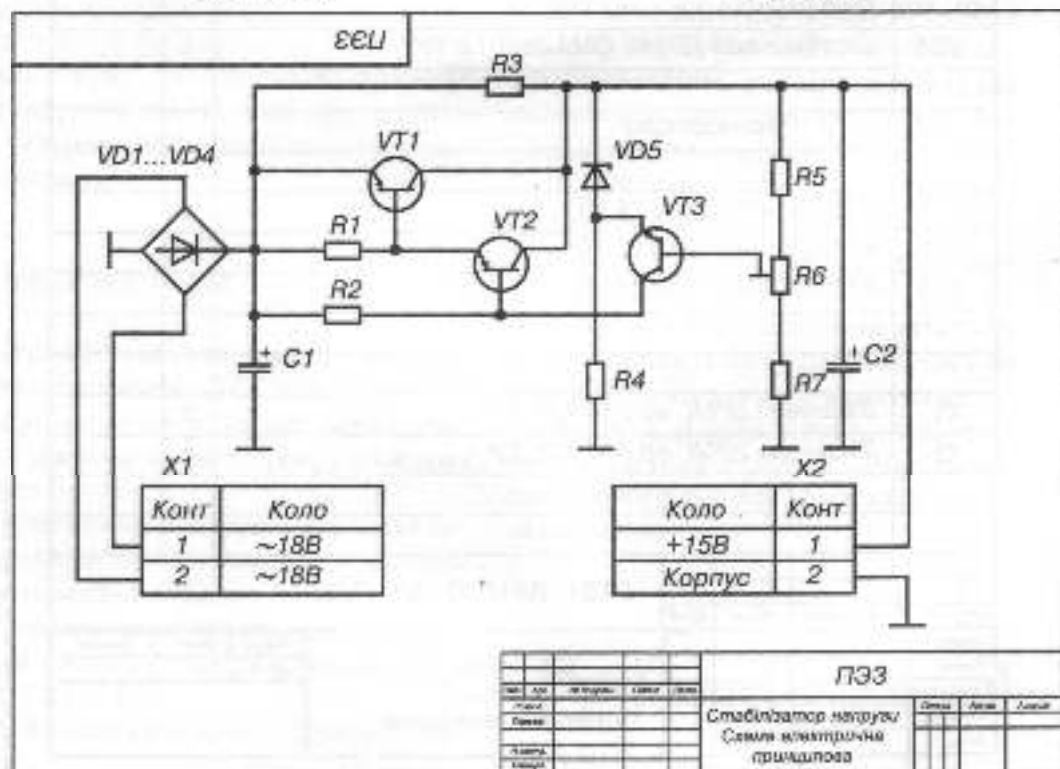 ПЭЗ
R3
VD1...VD4
VT1
VD5
R5
VT3
VT2
R1
R6
R2
C1
+
R4
R7
+
C2
X1
X2
Конт Коло
1 ~18В
2 ~18В
Коло Конт
+15В 1
Корпус 2
ПЭЗ
Стабілізатор напруги
Схема електрична
принципова